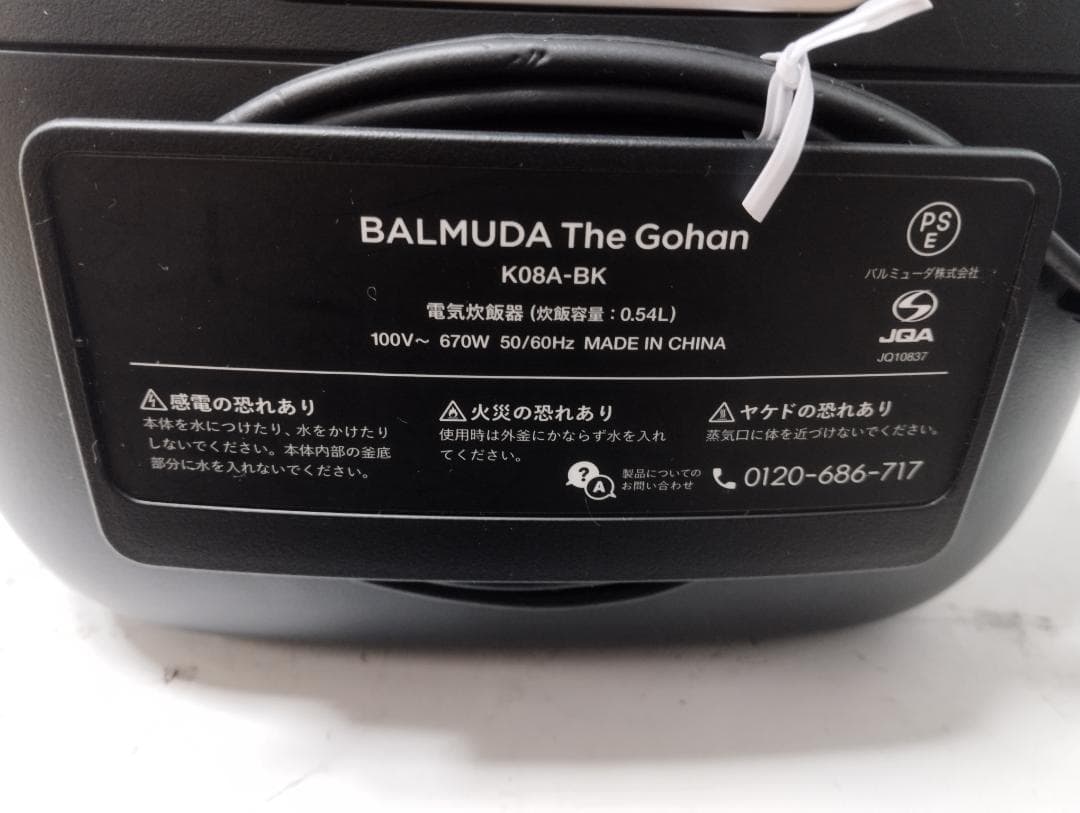 BALMUDA The Gohan
K08A-BK
電気炊飯器 (炊飯容量：0.54L)
100V～ 670W 50/60Hz MADE IN CHINA
PS
E
バルミューダ株式会社
JQA
JQ10837
感電の恐れあり
本体を水につけたり、水をかけたり
しないでください。本体内部の釜底
部分に水を入れないでください。
火災の恐れあり
使用時は外釜にかならず水を入れ
てください。
ヤケドの恐れあり
蒸気口に体を近づけないでください。
?
A
製品についての
お問い合わせ
0120-686-717